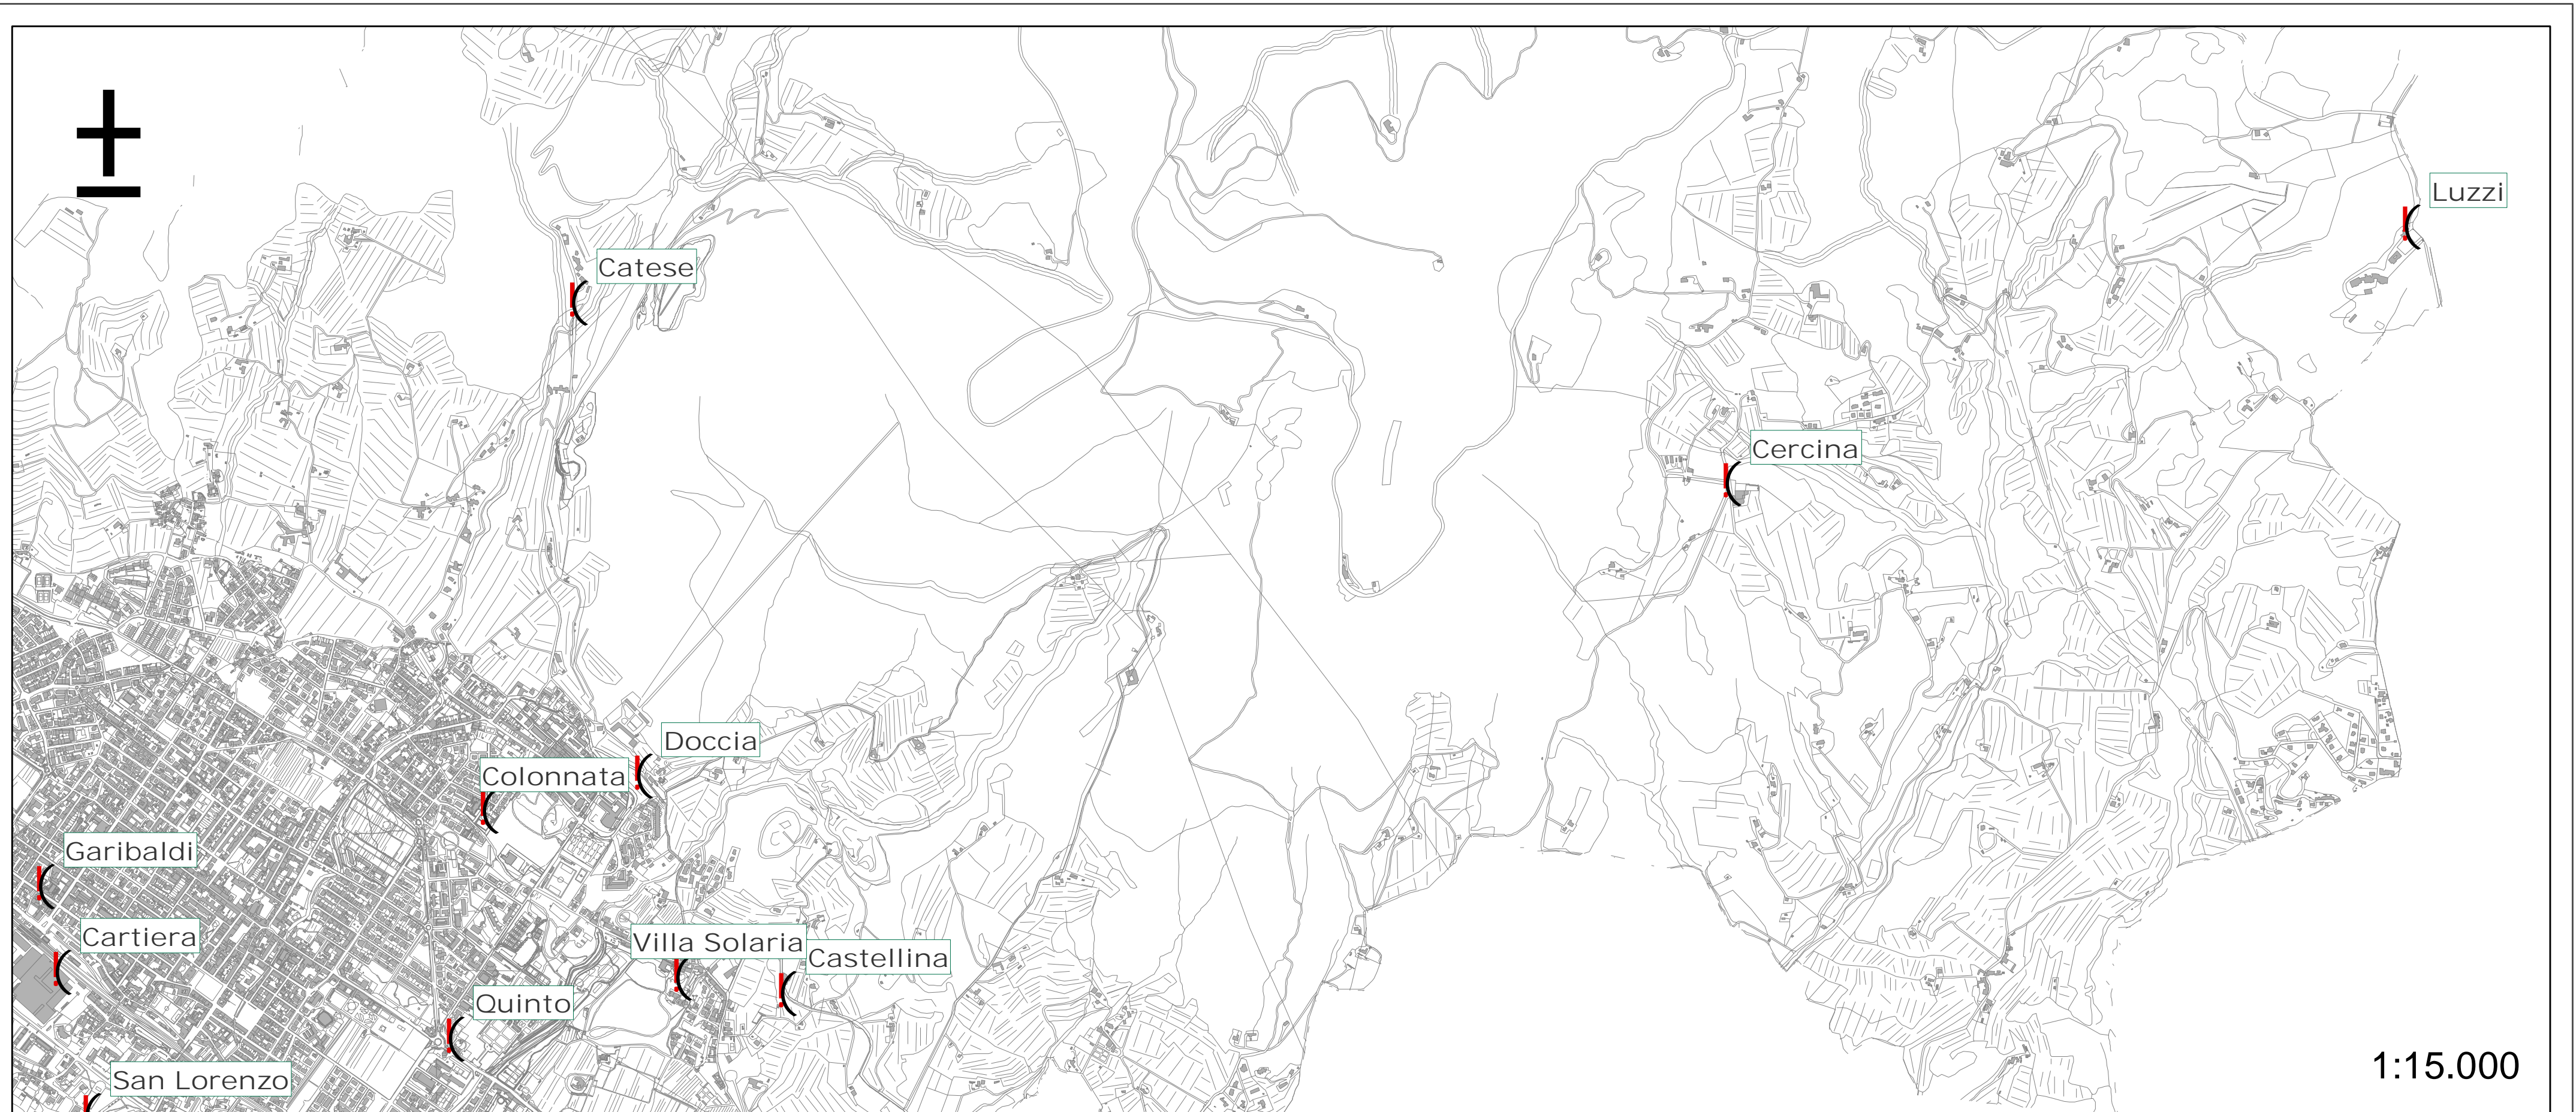 ±
Luzzi
Catese
Cercina
Doccia
Colonnata
Garibaldi
Cartiera
Villa Solaria
Castellina
Quinto
San Lorenzo
1:15.000